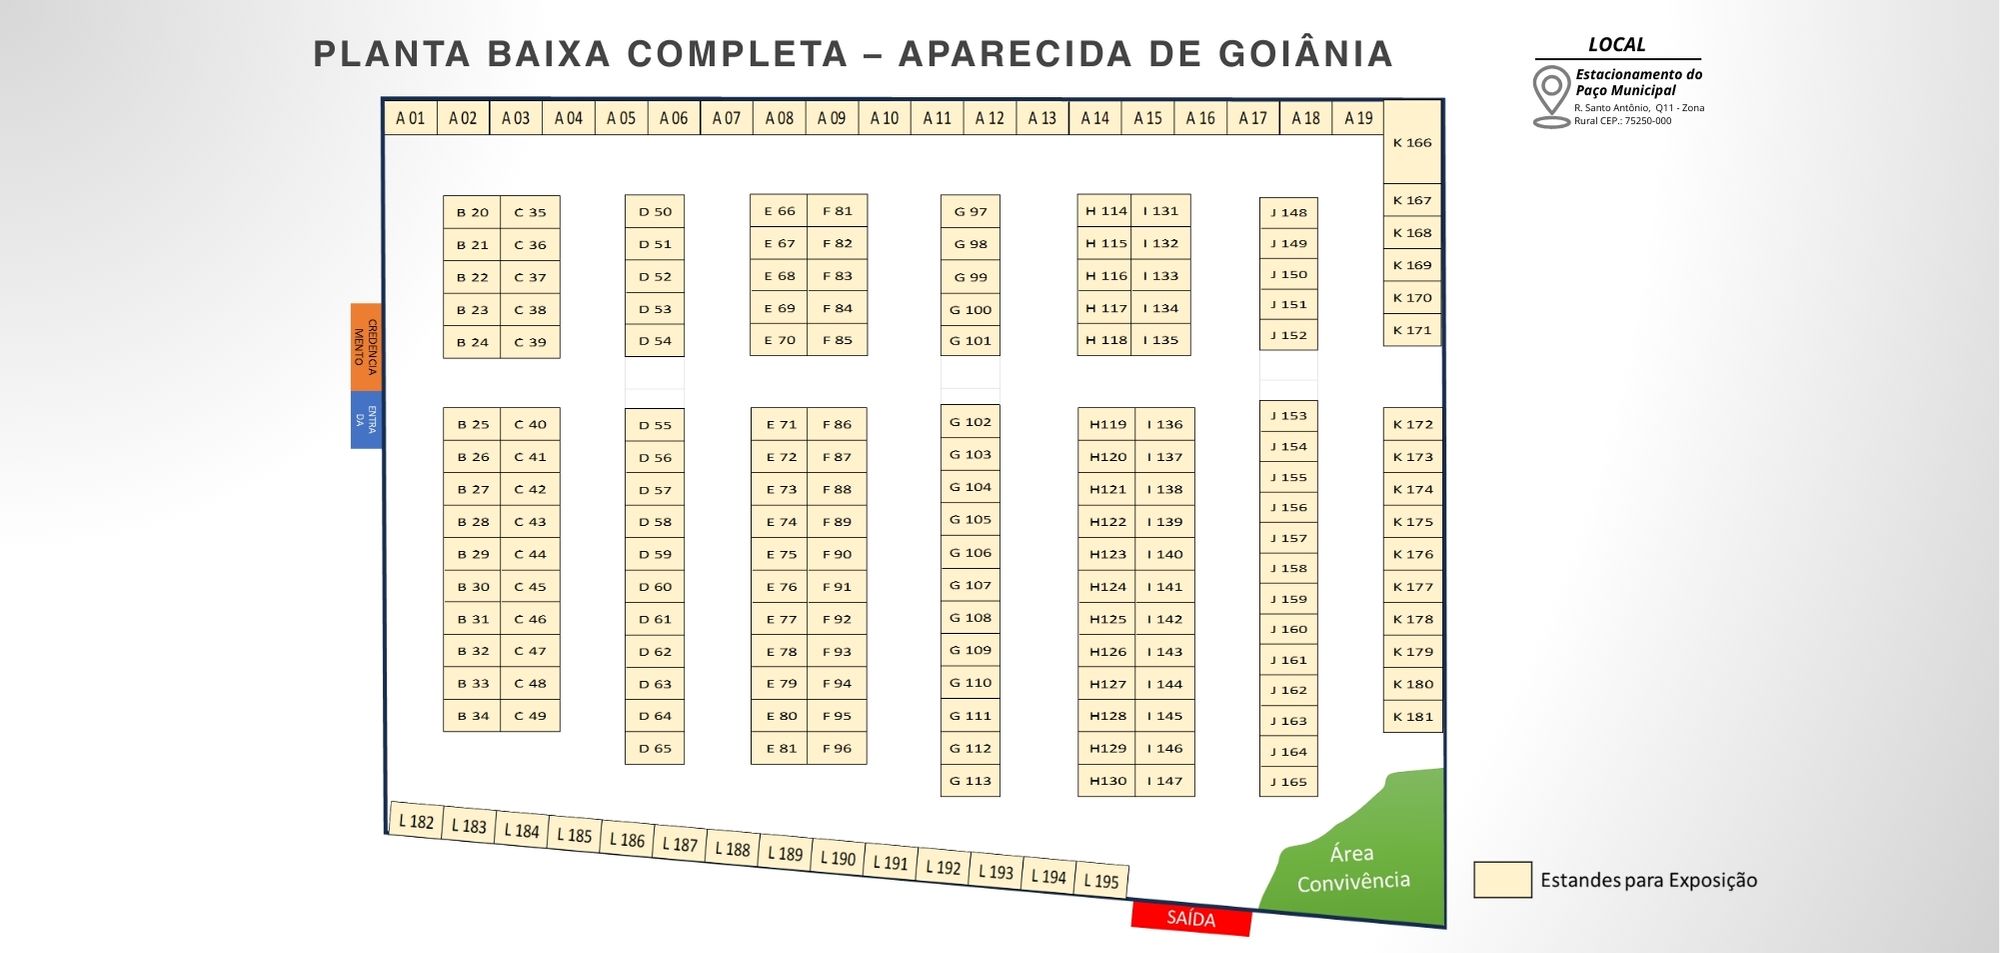 PLANTA BAIXA COMPLETA – APARECIDA DE GOIÂNIA
LOCAL
Estacionamento do
Paço Municipal
R. Santo Antônio, Q11 - Zona
Rural CEP.: 75250-000
A 01 A 02 A 03 A 04 A 05 A 06 A 07 A 08 A 09 A 10 A 11 A 12 A 13 A 14 A 15 A 16 A 17 A 18 A 19
K 166
K 167
B 20 C 35 D 50 E 66 F 81 G 97 H 114 I 131 J 148
K 168
B 21 C 36 D 51 E 67 F 82 G 98 H 115 I 132 J 149
K 169
B 22 C 37 D 52 E 68 F 83 G 99 H 116 I 133 J 150
K 170
B 23 C 38 D 53 E 69 F 84 G 100 H 117 I 134 J 151
K 171
B 24 C 39 D 54 E 70 F 85 G 101 H 118 I 135 J 152
CREDENCIA
MENTO
ENTRA
DA
B 25 C 40 D 55 E 71 F 86 G 102 H119 I 136 J 153 K 172
B 26 C 41 D 56 E 72 F 87 G 103 H120 I 137 J 154 K 173
B 27 C 42 D 57 E 73 F 88 G 104 H121 I 138 J 155 K 174
B 28 C 43 D 58 E 74 F 89 G 105 H122 I 139 J 156 K 175
B 29 C 44 D 59 E 75 F 90 G 106 H123 I 140 J 157 K 176
B 30 C 45 D 60 E 76 F 91 G 107 H124 I 141 J 158 K 177
B 31 C 46 D 61 E 77 F 92 G 108 H125 I 142 J 159 K 178
B 32 C 47 D 62 E 78 F 93 G 109 H126 I 143 J 160 K 179
B 33 C 48 D 63 E 79 F 94 G 110 H127 I 144 J 161 K 180
B 34 C 49 D 64 E 80 F 95 G 111 H128 I 145 J 162 K 181
D 65 E 81 F 96 G 112 H129 I 146 J 163
G 113 H130 I 147 J 164
J 165
L 182 L 183 L 184 L 185 L 186 L 187 L 188 L 189 L 190 L 191 L 192 L 193 L 194 L 195
Área
Convivência
Estandes para Exposição
SAÍDA